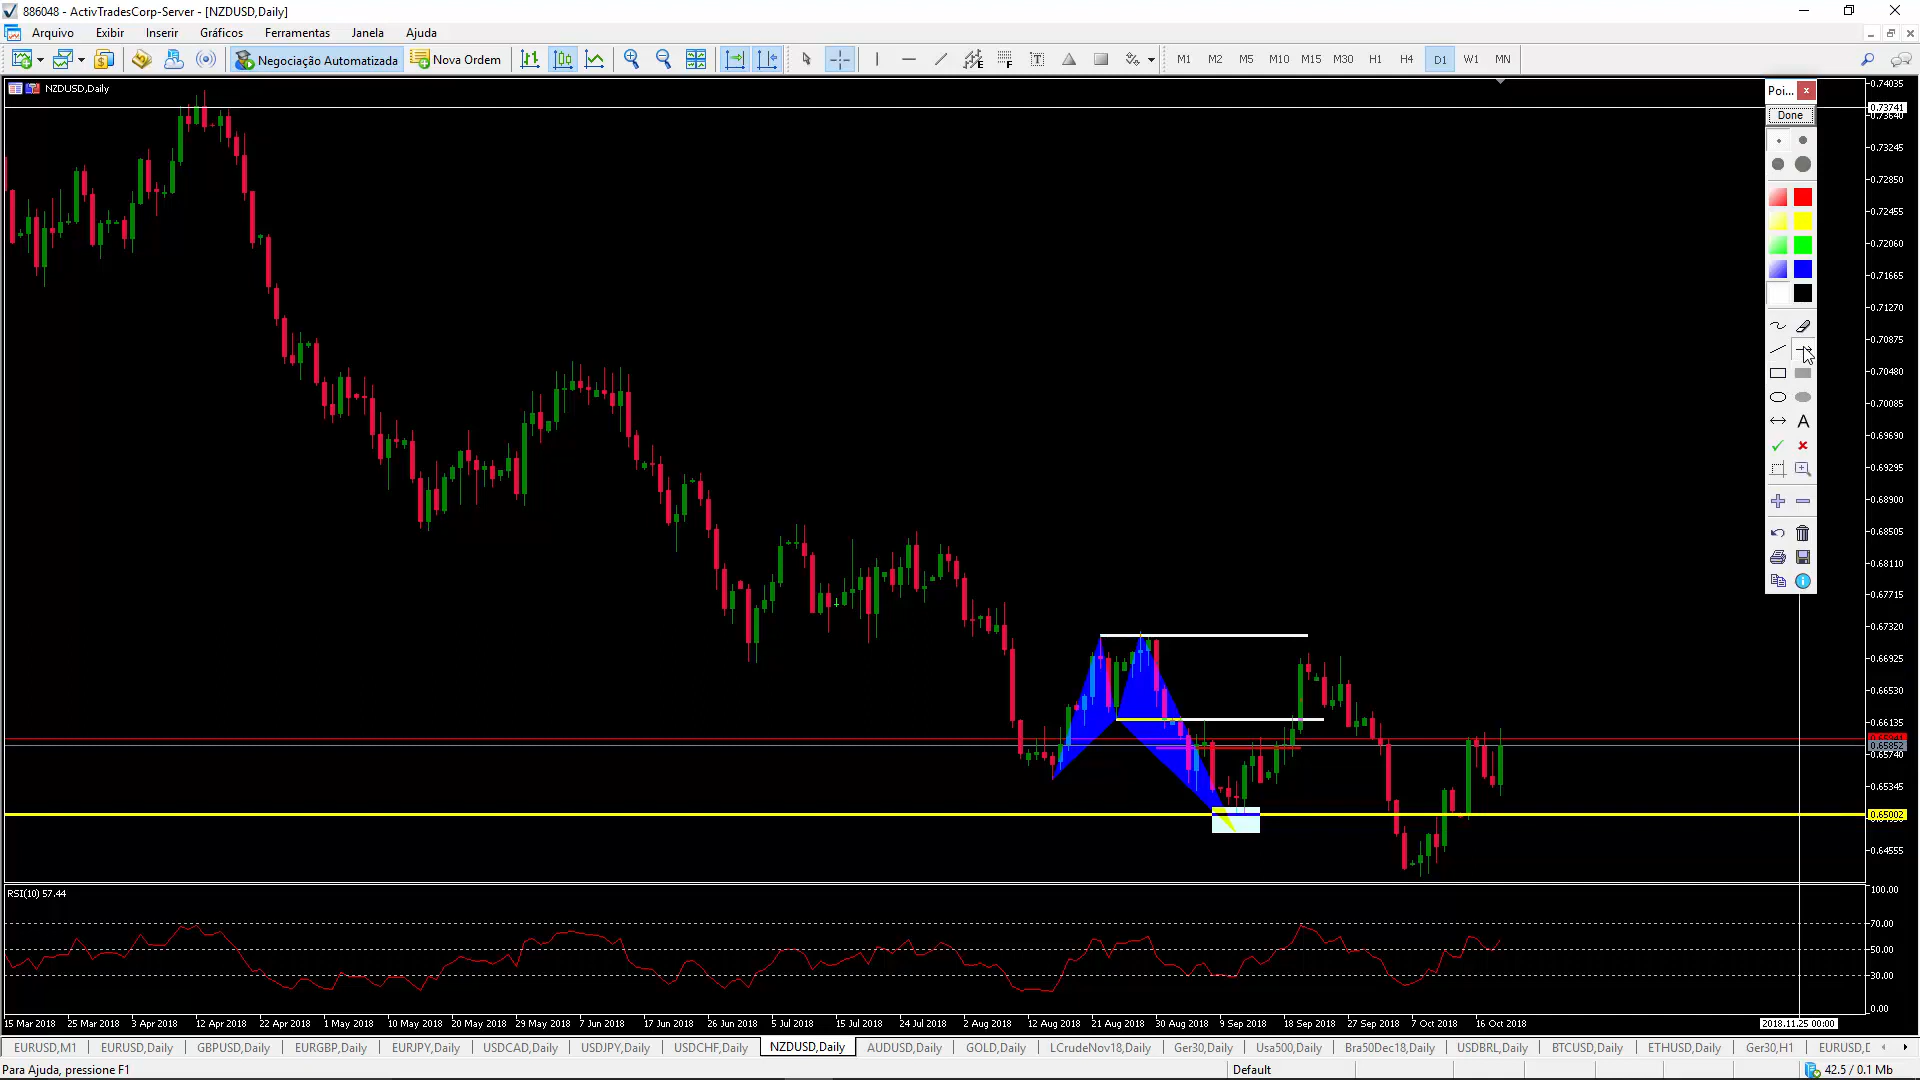 886048 - ActivTradesCorp-Server - [NZDUSD,Daily]
Arquivo Exibir Inserir Gráficos Ferramentas Janela Ajuda
Negociação Automatizada Nova Ordem M1 M2 M5 M10 M15 M30 H1 H4 D1 W1 MN
NZDUSD,Daily
Poi...
Done
A
0.74035
0.73741
0.73640
0.73245
0.72850
0.72455
0.72060
0.71665
0.71270
0.70875
0.70480
0.70085
0.69690
0.69295
0.68900
0.68505
0.68110
0.67715
0.67320
0.66925
0.66530
0.66135
0.65852
0.65740
0.65345
0.65002
0.64555
RSI(10) 57.44
100.00
70.00
50.00
30.00
0.00
15 Mar 2018 25 Mar 2018 3 Apr 2018 12 Apr 2018 22 Apr 2018 1 May 2018 10 May 2018 20 May 2018 29 May 2018 7 Jun 2018 17 Jun 2018 26 Jun 2018 5 Jul 2018 15 Jul 2018 24 Jul 2018 2 Aug 2018 12 Aug 2018 21 Aug 2018 30 Aug 2018 9 Sep 2018 18 Sep 2018 27 Sep 2018 7 Oct 2018 16 Oct 2018 2018.11.25 00:00
EURUSD,M1 EURUSD,Daily GBPUSD,Daily EURGBP,Daily EURJPY,Daily USDCAD,Daily USDJPY,Daily USDCHF,Daily NZDUSD,Daily AUDUSD,Daily GOLD,Daily LCrudeNov18,Daily Ger30,Daily Usa500,Daily Bra50Dec18,Daily USDBRL,Daily BTCUSD,Daily ETHUSD,Daily Ger30,H1 EURUSD,
Para Ajuda, pressione F1 Default 42.5 / 0.1 Mb